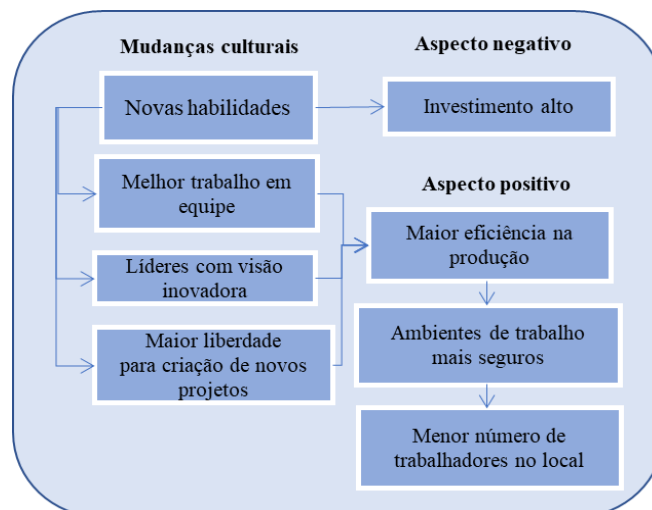 Mudanças culturais
Novas habilidades
Melhor trabalho em
equipe
Líderes com visão
inovadora
Maior liberdade
para criação de novos
projetos
Aspecto negativo
Investimento alto
Aspecto positivo
Maior eficiência na
produção
Ambientes de trabalho
mais seguros
Menor número de
trabalhadores no local